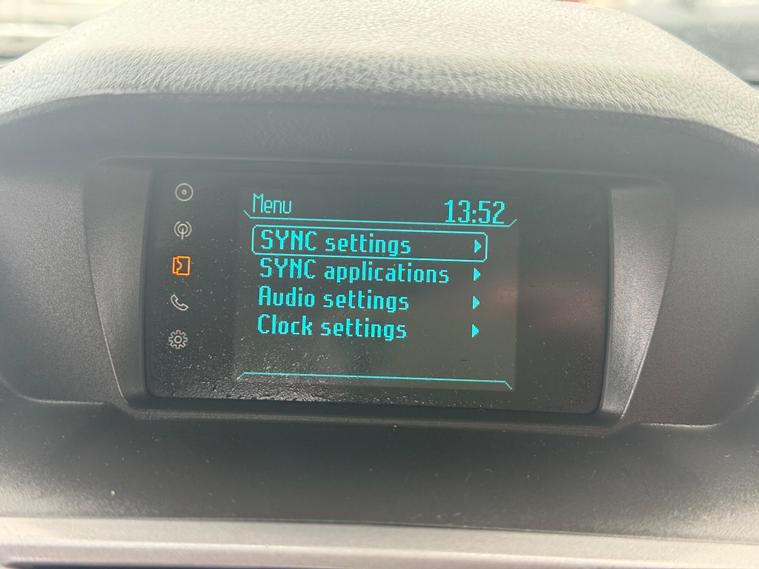 Menu
13:52
SYNC settings
SYNC applications
Audio settings
Clock settings